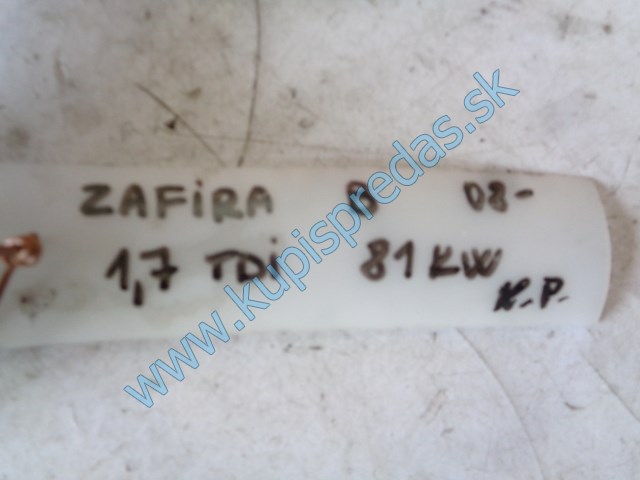 ZAFiRA B 08-
1,7 TDi 81 KW
K.P.
www.kupispredas.sk